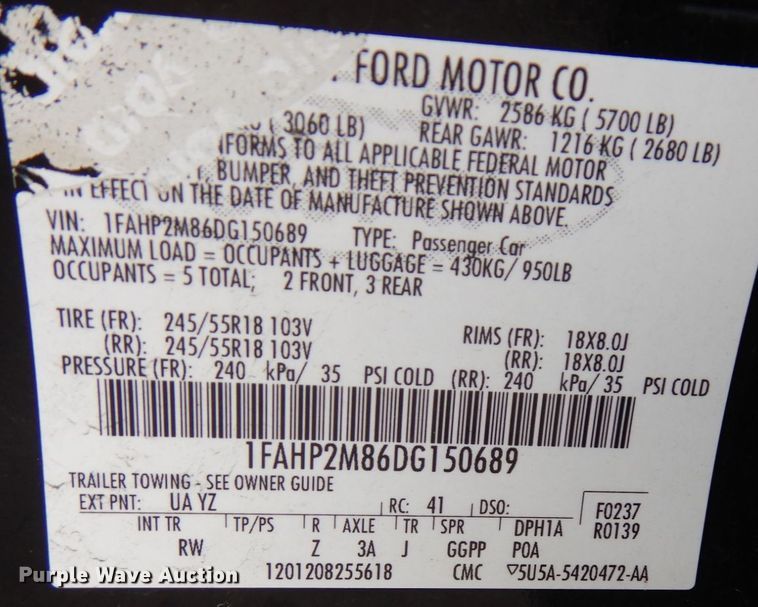 FORD MOTOR CO.
GVWR: 2586 KG ( 5700 LB)
( 3060 LB) REAR GAWR: 1216 KG ( 2680 LB)
TO ALL APPLICABLE FEDERAL MOTOR
BUMPER, AND THEFT PREVENTION STANDARDS
IN EFFECT ON THE DATE OF MANUFACTURE SHOWN ABOVE.
VIN: 1FAHP2M86DG150689 TYPE: Passenger Car
MAXIMUM LOAD = OCCUPANTS + LUGGAGE = 430KG/ 950LB
OCCUPANTS = 5 TOTAL; 2 FRONT, 3 REAR
TIRE (FR): 245/55R18 103V RIMS (FR): 18X8.0J
(RR): 245/55R18 103V (RR): 18X8.0J
PRESSURE (FR): 240 kPa/ 35 PSI COLD (RR): 240 kPa/ 35 PSI COLD
1FAHP2M86DG150689
TRAILER TOWING - SEE OWNER GUIDE
EXT PNT: UA YZ RC: 41 DSO: F0237
INT TR TP/PS R AXLE TR SPR DPH1A R0139
RW Z 3A J GGPP P0A
1201208255618 CMC ▽5U5A-5420472-AA
Purple Wave Auction